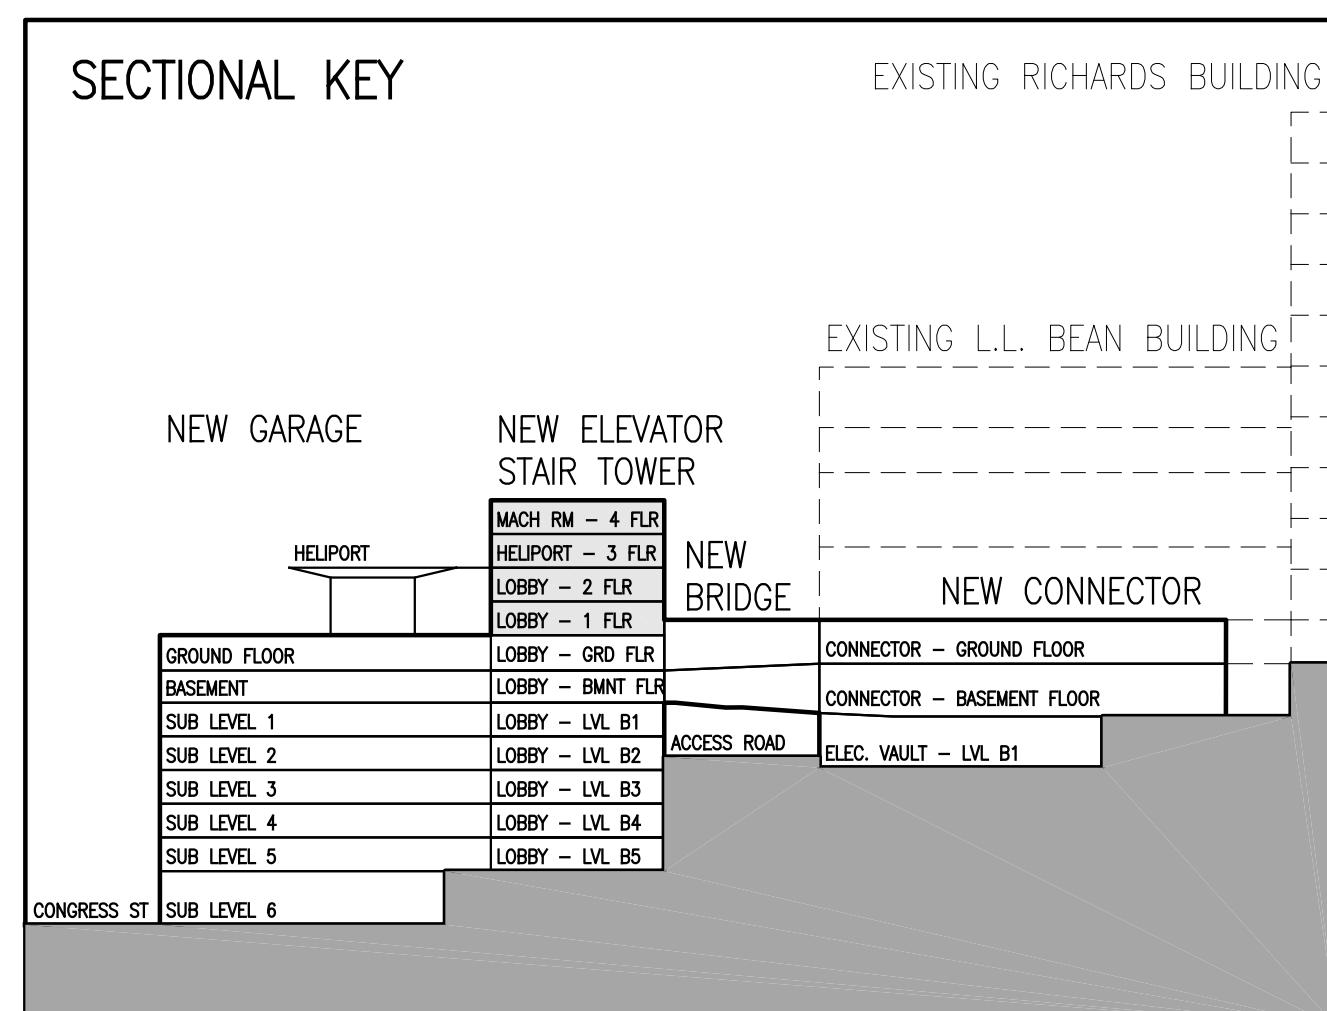 SECTIONAL KEY
EXISTING RICHARDS BUILDING
EXISTING L.L. BEAN BUILDING
NEW GARAGE
NEW ELEVATOR
STAIR TOWER
MACH RM – 4 FLR
HELIPORT
HELIPORT – 3 FLR
NEW
BRIDGE
LOBBY – 2 FLR
NEW CONNECTOR
LOBBY – 1 FLR
GROUND FLOOR
LOBBY – GRD FLR
CONNECTOR – GROUND FLOOR
BASEMENT
LOBBY – BMNT FLR
CONNECTOR – BASEMENT FLOOR
SUB LEVEL 1
LOBBY – LVL B1
ACCESS ROAD
SUB LEVEL 2
LOBBY – LVL B2
ELEC. VAULT – LVL B1
SUB LEVEL 3
LOBBY – LVL B3
SUB LEVEL 4
LOBBY – LVL B4
SUB LEVEL 5
LOBBY – LVL B5
CONGRESS ST
SUB LEVEL 6